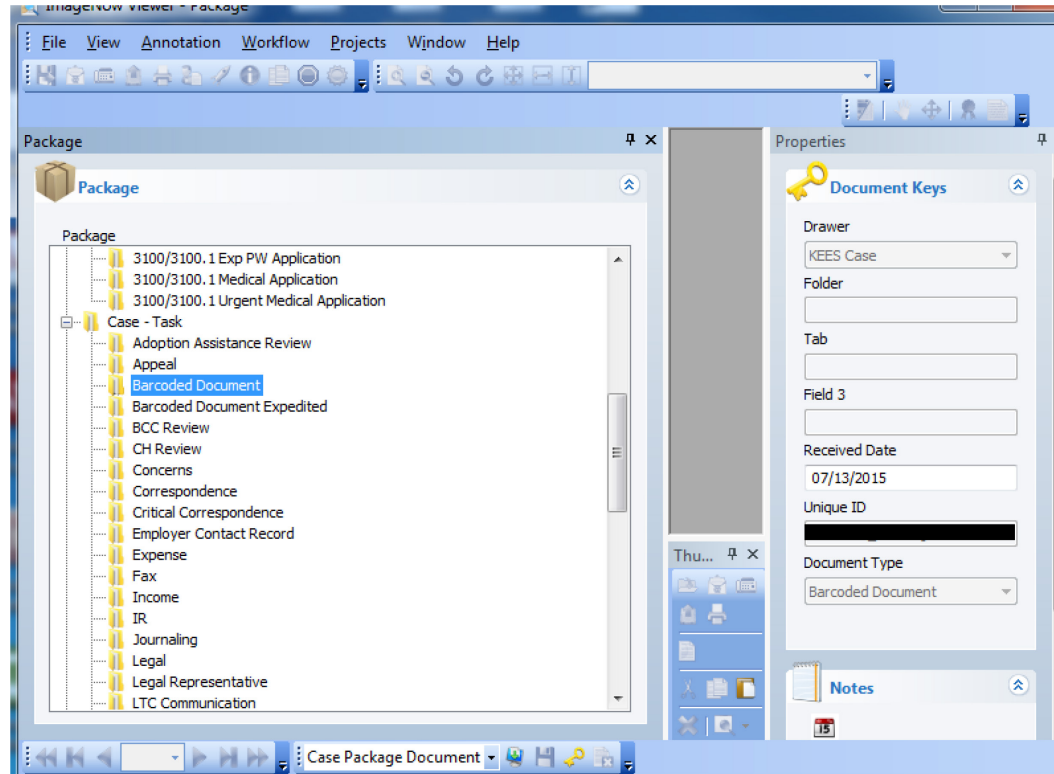 ImageNow Viewer - Package
File View Annotation Workflow Projects Window Help
Package
Properties
Package
Document Keys
Package
3100/3100.1 Exp PW Application
3100/3100.1 Medical Application
3100/3100.1 Urgent Medical Application
Case - Task
Adoption Assistance Review
Appeal
Barcoded Document
Barcoded Document Expedited
BCC Review
CH Review
Concerns
Correspondence
Critical Correspondence
Employer Contact Record
Expense
Fax
Income
IR
Journaling
Legal
Legal Representative
LTC Communication
Drawer
KEES Case
Folder
Tab
Field 3
Received Date
07/13/2015
Unique ID
Document Type
Barcoded Document
Thu...
Notes
15
Case Package Document